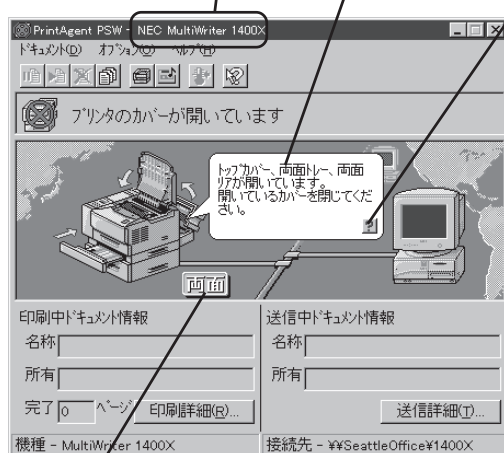 PrintAgent PSW - NEC MultiWriter 1400X
ﾄﾞｷｭﾒﾝﾄ(D) ｵﾌﾟｼｮﾝ(O) ﾍﾙﾌﾟ(H)
ﾌﾟﾘﾝﾀのｶﾊﾞｰが開いています
ﾄｯﾌﾟｶﾊﾞｰ、両面ﾄﾚｰ、両面
ﾘｱが開いています。
開いているｶﾊﾞｰを閉じてくだ
さい。
?
両面
印刷中ﾄﾞｷｭﾒﾝﾄ情報
名称
所有
完了 0 ﾍﾟｰｼﾞ 印刷詳細(R)...
送信中ﾄﾞｷｭﾒﾝﾄ情報
名称
所有
送信詳細(T)...
機種 - MultiWriter 1400X
接続先 - ¥¥SeattleOffice¥1400X